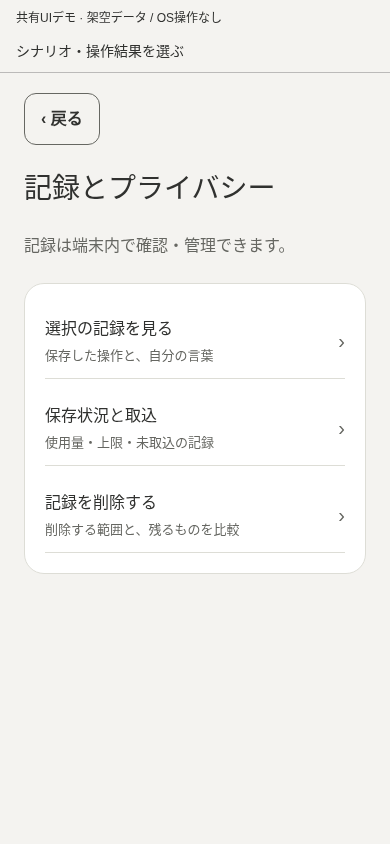 共有UIデモ · 架空データ / OS操作なし
シナリオ・操作結果を選ぶ
‹ 戻る
記録とプライバシー
記録は端末内で確認・管理できます。
選択の記録を見る
保存した操作と、自分の言葉
›
保存状況と取込
使用量・上限・未取込の記録
›
記録を削除する
削除する範囲と、残るものを比較
›